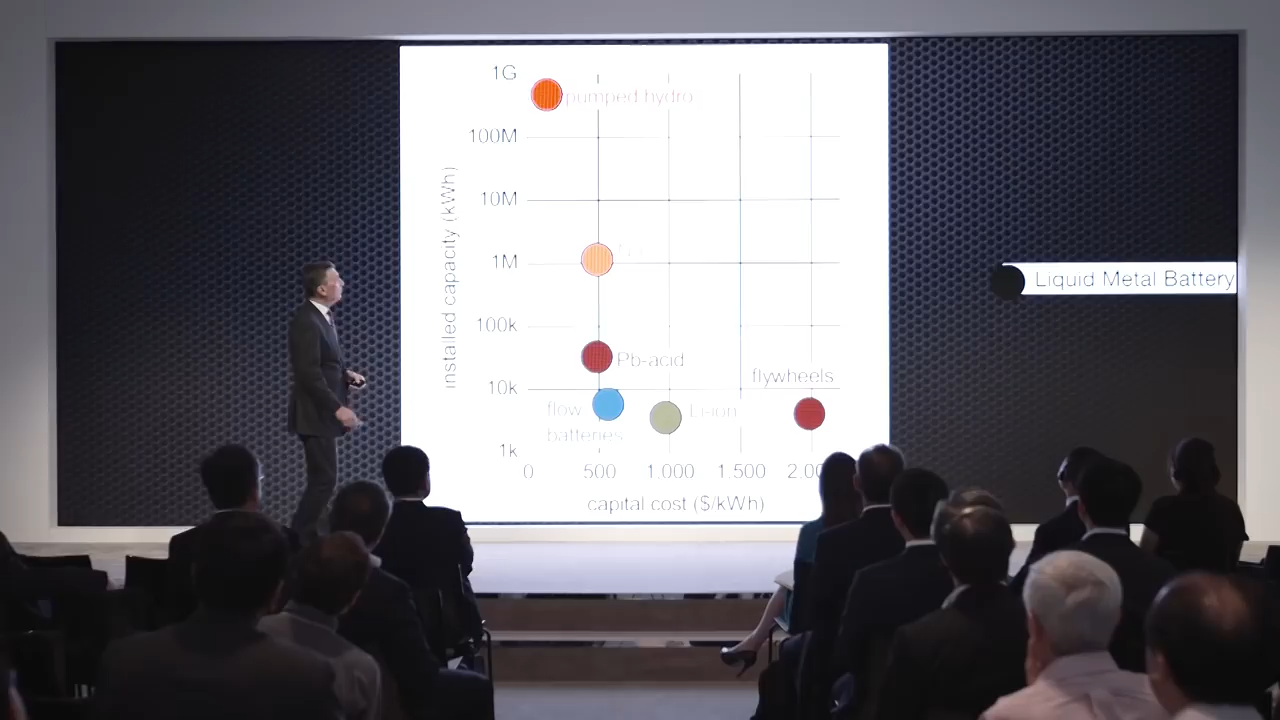 1G
pumped hydro
100M
10M
1M
100k
Pb-acid
10k
flywheels
flow
batteries
Li-ion
1k
0 500 1.000 1 500
capital cost ($/kWh)
installed capacity (kWh)
Liquid Metal Battery